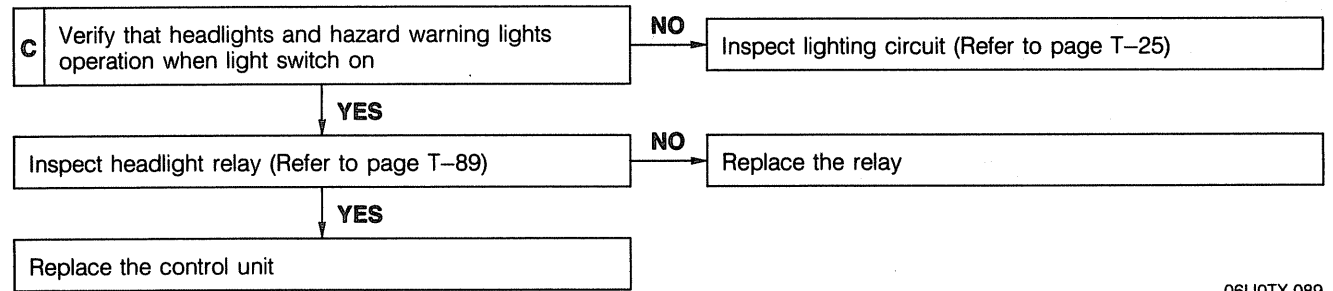 C
Verify that headlights and hazard warning lights
operation when light switch on
NO
Inspect lighting circuit (Refer to page T–25)
YES
Inspect headlight relay (Refer to page T–89)
NO
Replace the relay
YES
Replace the control unit